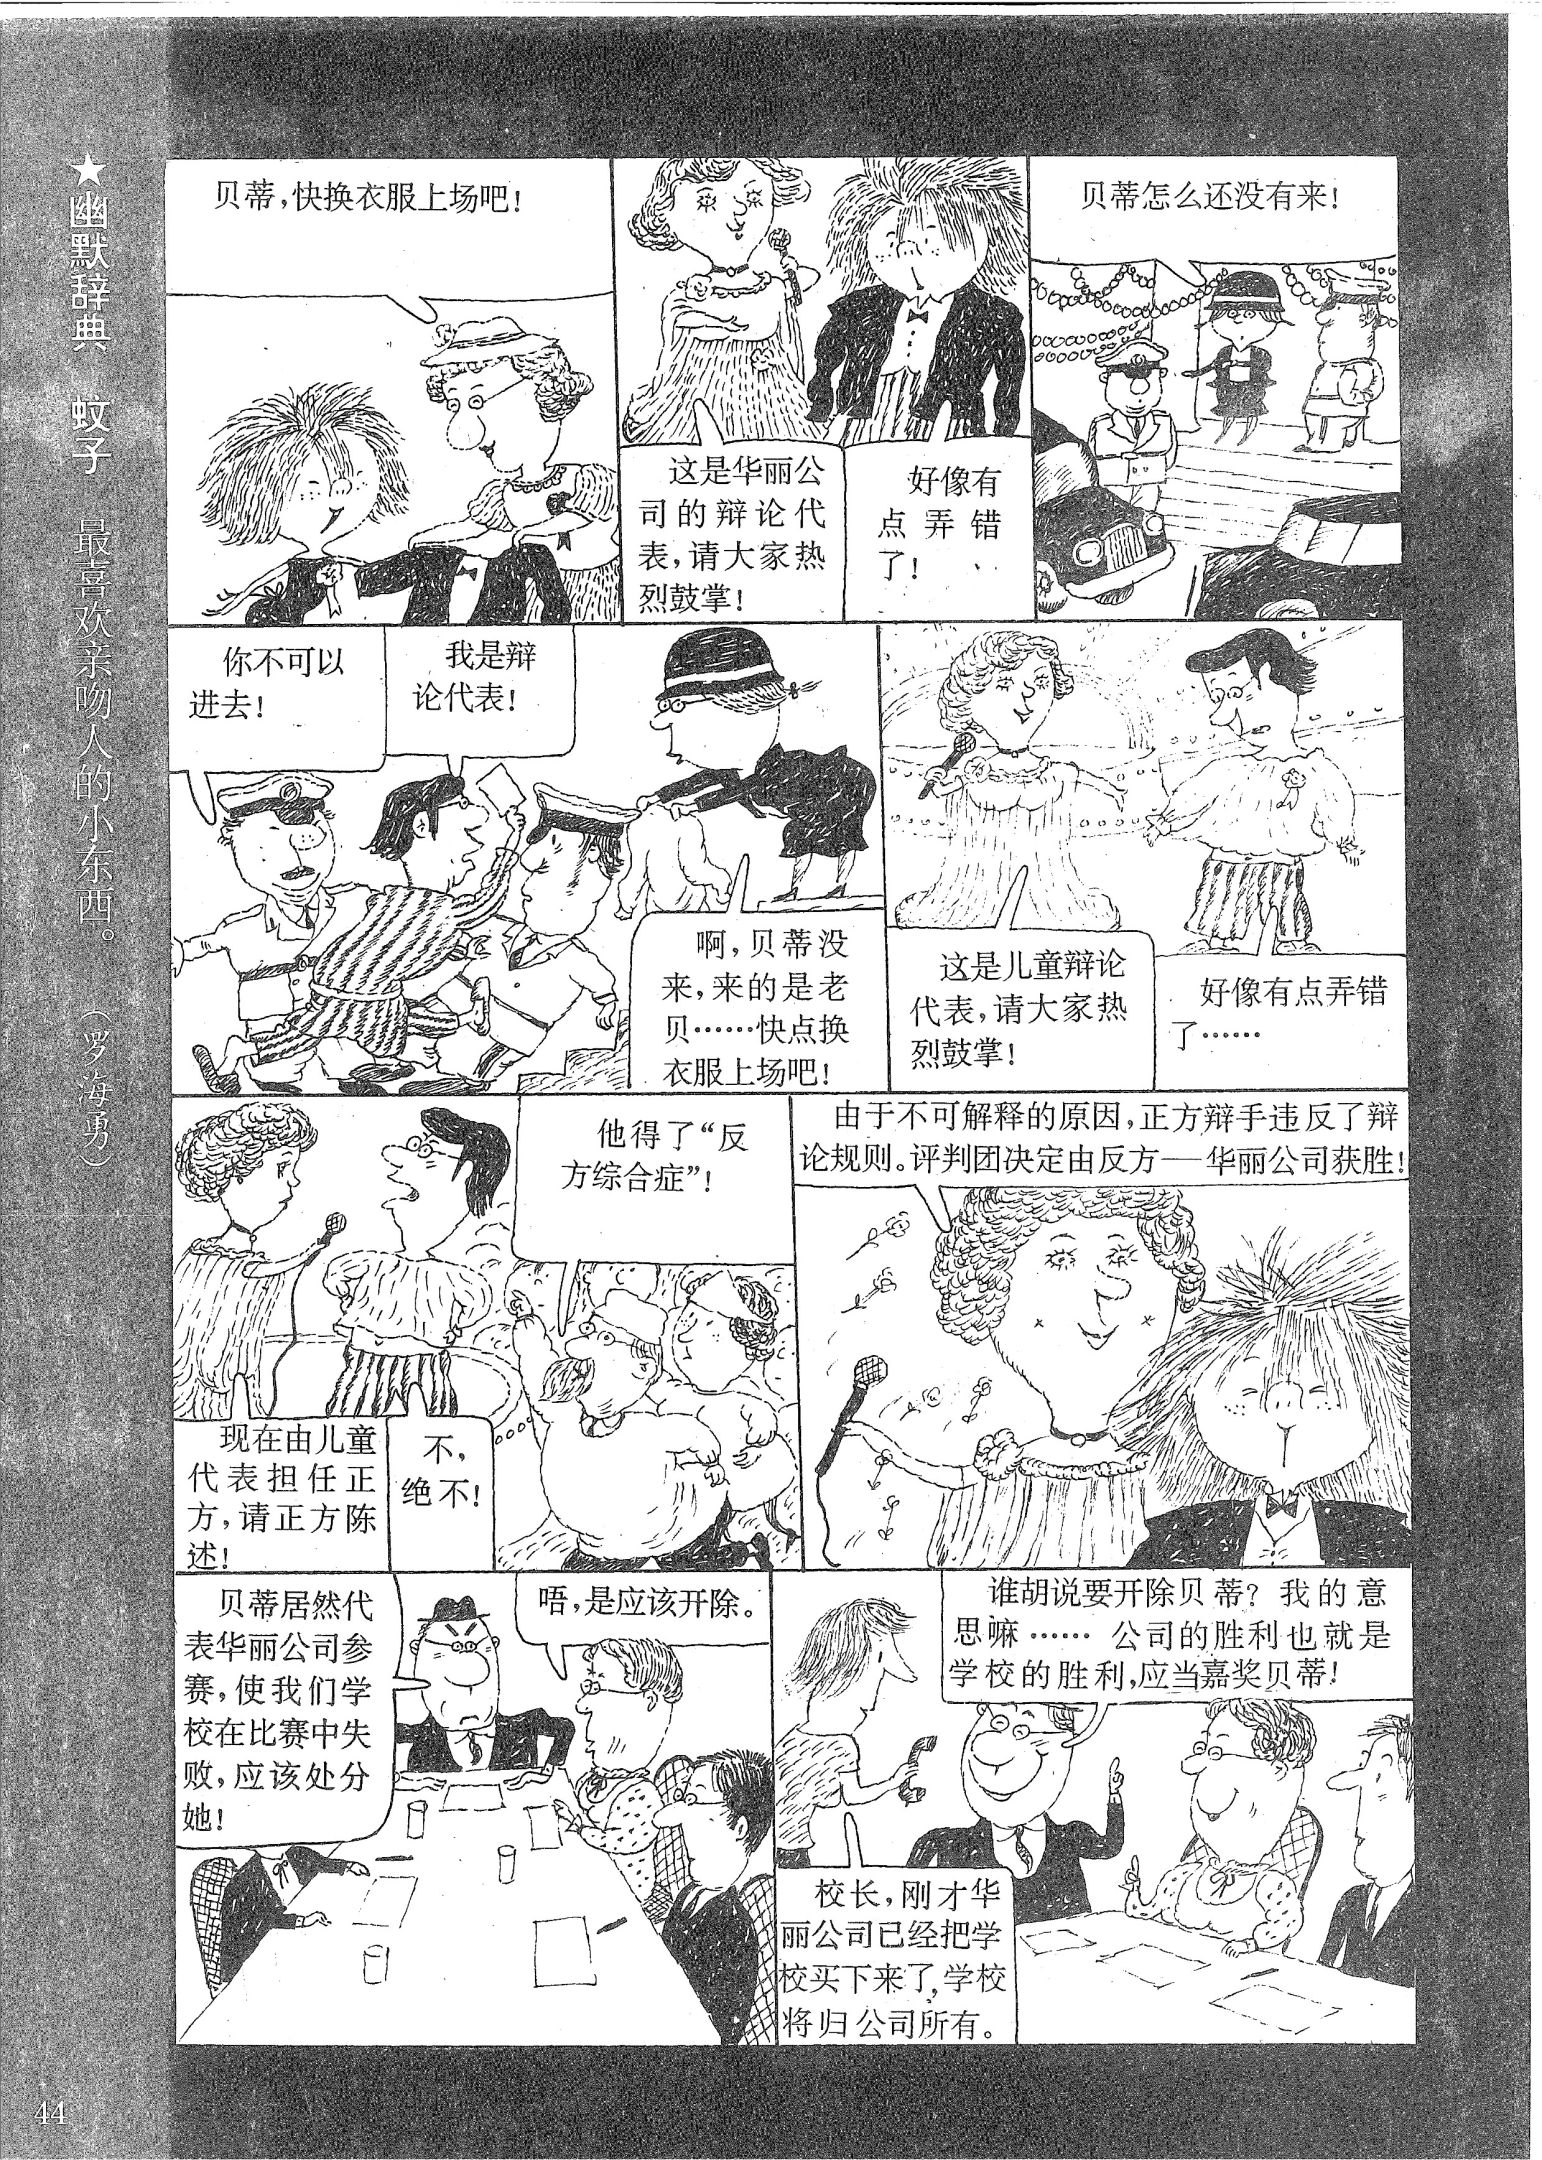 ★幽默辞典 蚊子 最喜欢亲吻人的小东西。（罗海勇）
贝蒂，快换衣服上场吧！
这是华丽公
司的辩论代
表，请大家热
烈鼓掌！
好像有
点弄错
了！
贝蒂怎么还没有来！
你不可以
进去！
我是辩
论代表！
啊，贝蒂没
来，来的是老
贝……快点换
衣服上场吧！
这是儿童辩论
代表，请大家热
烈鼓掌！
好像有点弄错
了……
现在由儿童
代表担任正
方，请正方陈
述！
不，
绝不！
他得了“反
方综合症”！
由于不可解释的原因，正方辩手违反了辩
论规则。评判团决定由反方——华丽公司获胜！
贝蒂居然代
表华丽公司参
赛，使我们学
校在比赛中失
败，应该处分
她！
唔，是应该开除。
校长，刚才华
丽公司已经把学
校买下来了，学校
将归公司所有。
谁胡说要开除贝蒂？我的意
思嘛……公司的胜利也就是
学校的胜利，应当嘉奖贝蒂！
44